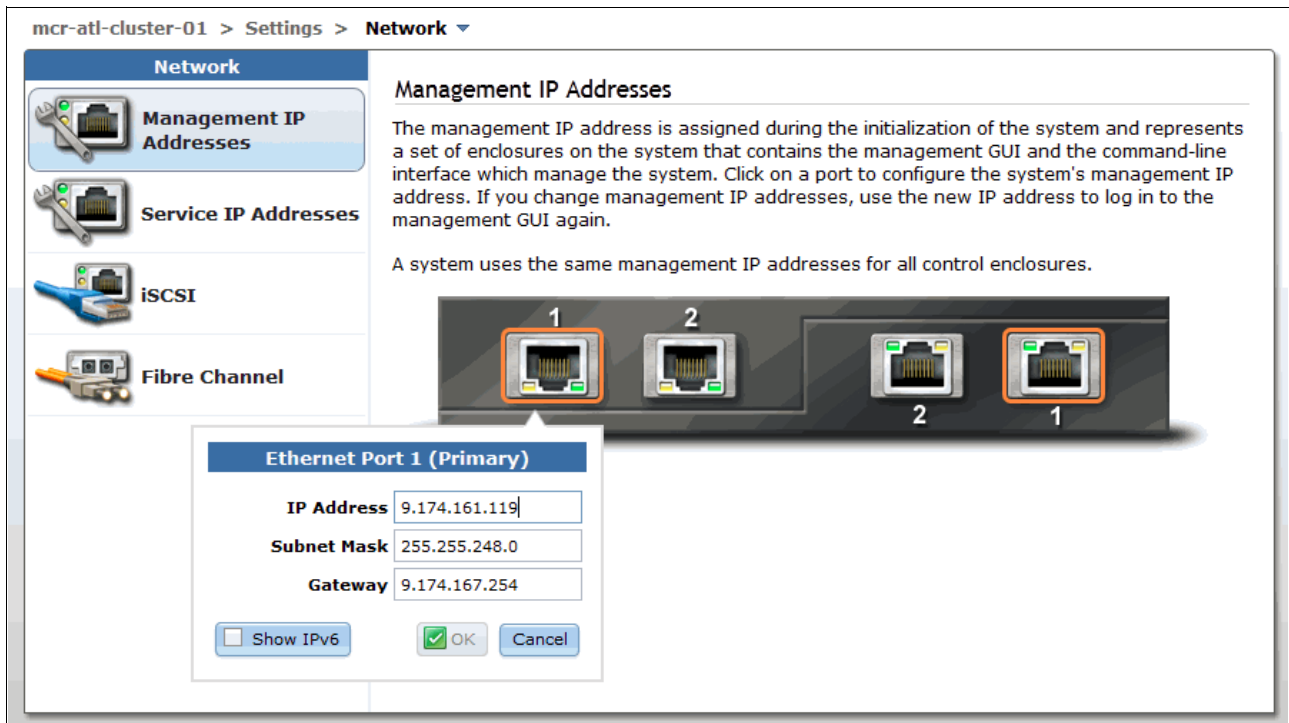 mcr-atl-cluster-01 > Settings > Network
Network
Management IP
Addresses
Service IP Addresses
iSCSI
Fibre Channel
Management IP Addresses
The management IP address is assigned during the initialization of the system and represents
a set of enclosures on the system that contains the management GUI and the command-line
interface which manage the system. Click on a port to configure the system's management IP
address. If you change management IP addresses, use the new IP address to log in to the
management GUI again.
A system uses the same management IP addresses for all control enclosures.
1 2
2 1
Ethernet Port 1 (Primary)
IP Address 9.174.161.119
Subnet Mask 255.255.248.0
Gateway 9.174.167.254
Show IPv6 OK Cancel